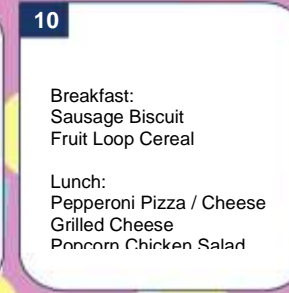 10
Breakfast:
Sausage Biscuit
Fruit Loop Cereal
Lunch:
Pepperoni Pizza / Cheese
Grilled Cheese
Popcorn Chicken Salad